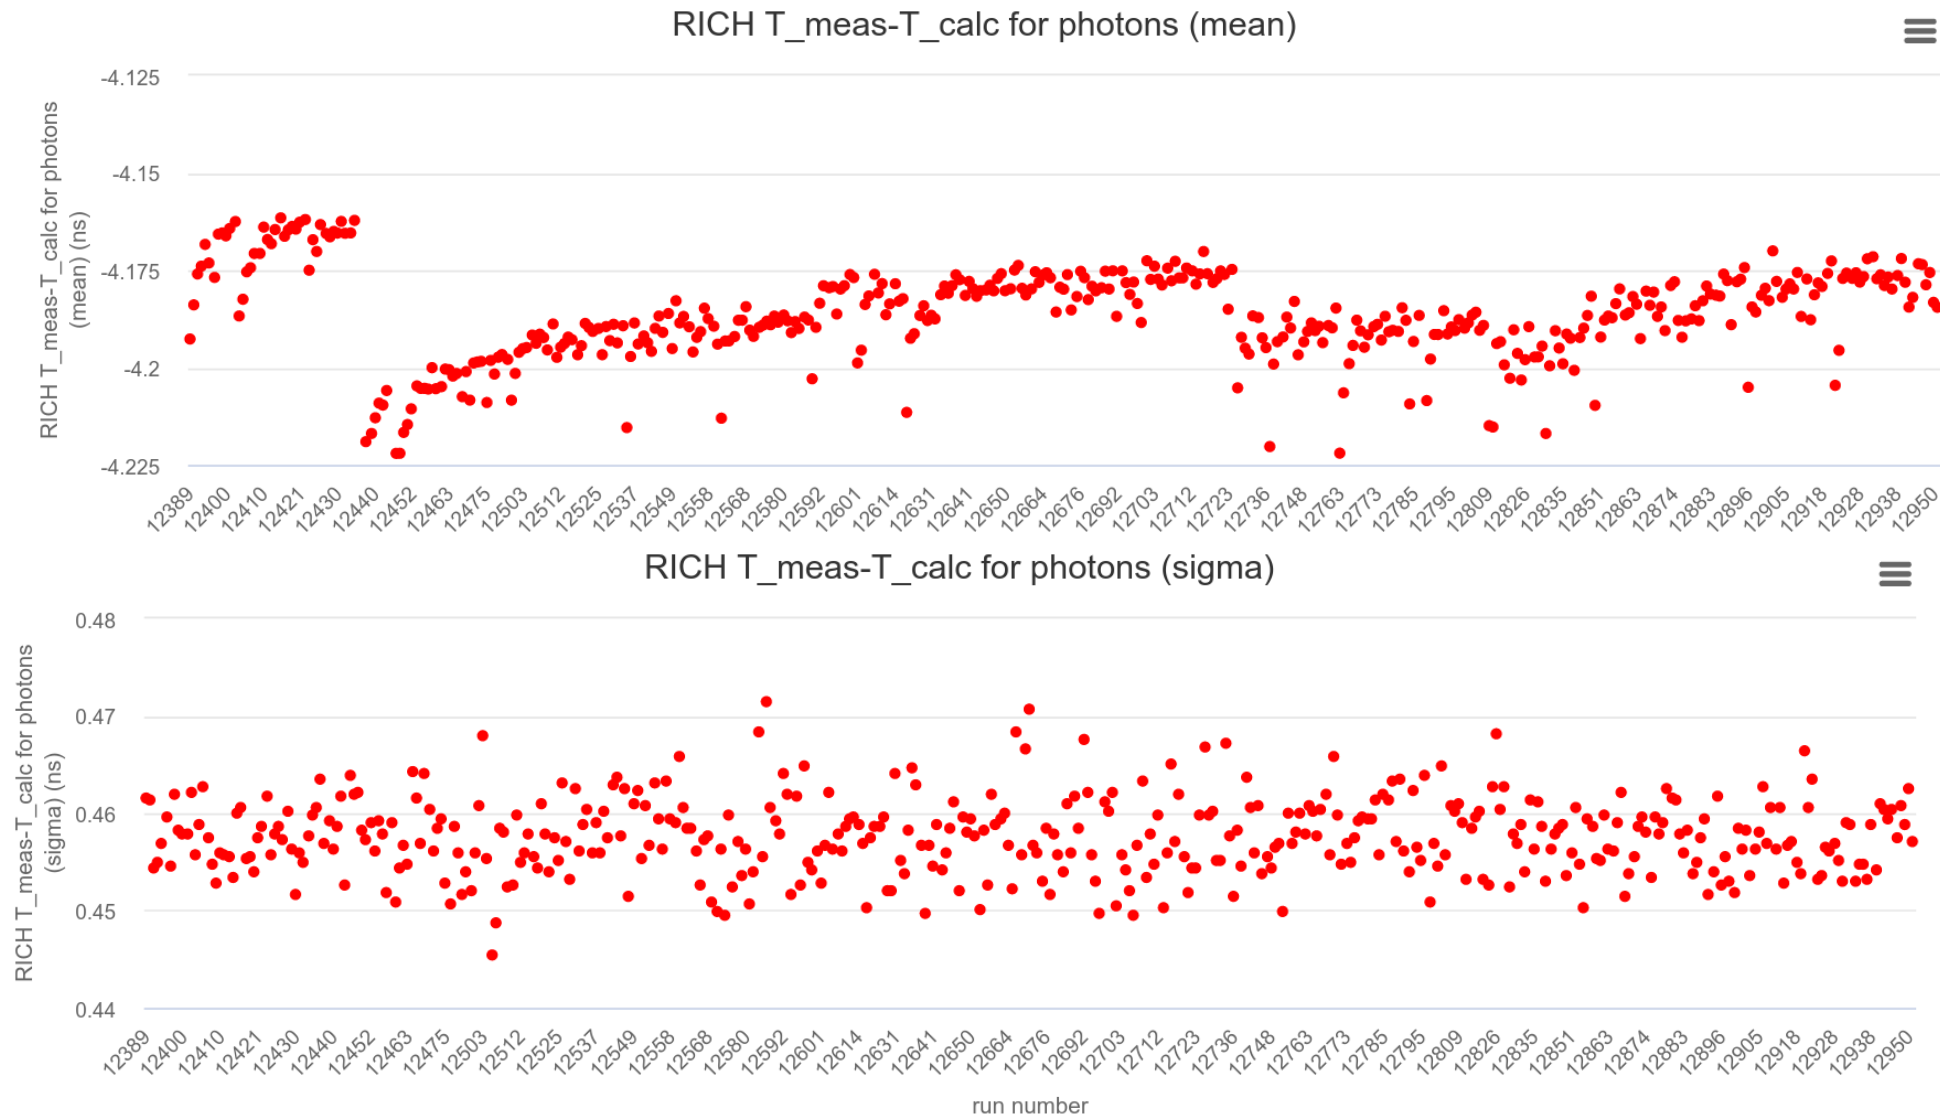 RICH T_meas-T_calc for photons (mean)
-4.125
-4.15
-4.175
-4.2
-4.225
RICH T_meas-T_calc for photons
(mean) (ns)
12389 12400 12410 12421 12430 12440 12452 12463 12475 12503 12512 12525 12537 12549 12558 12568 12580 12592 12601 12614 12631 12641 12650 12664 12676 12692 12703 12712 12723 12736 12748 12763 12773 12785 12795 12809 12826 12835 12851 12863 12874 12883 12896 12905 12918 12928 12938 12950
RICH T_meas-T_calc for photons (sigma)
0.48
0.47
0.46
0.45
0.44
RICH T_meas-T_calc for photons
(sigma) (ns)
12389 12400 12410 12421 12430 12440 12452 12463 12475 12503 12512 12525 12537 12549 12558 12568 12580 12592 12601 12614 12631 12641 12650 12664 12676 12692 12703 12712 12723 12736 12748 12763 12773 12785 12795 12809 12826 12835 12851 12863 12874 12883 12896 12905 12918 12928 12938 12950
run number